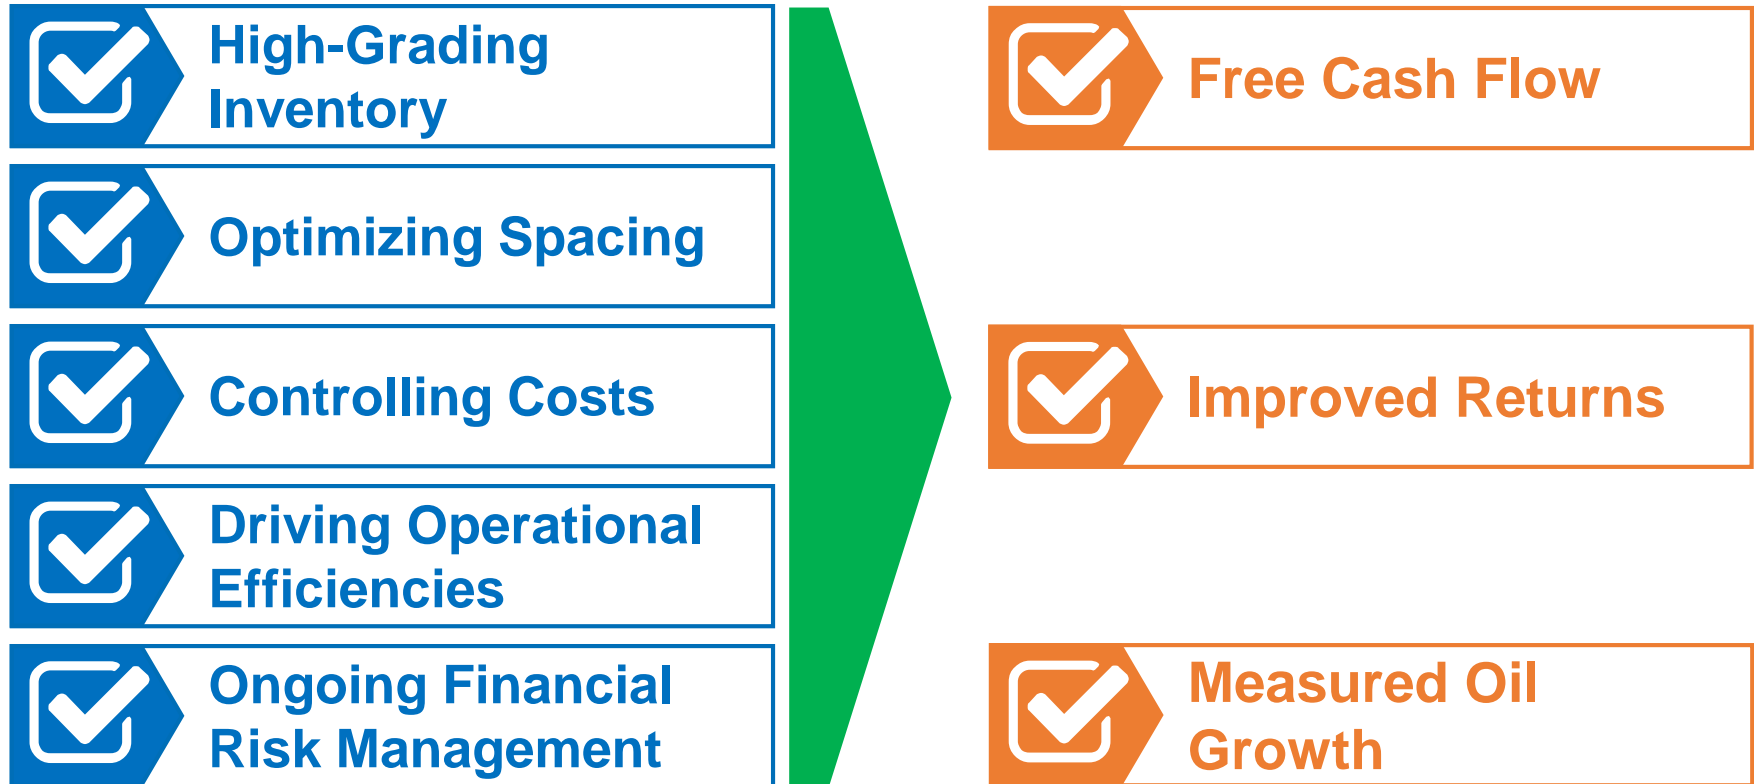 High-Grading
Inventory
Optimizing Spacing
Controlling Costs
Driving Operational
Efficiencies
Ongoing Financial
Risk Management
Free Cash Flow
Improved Returns
Measured Oil
Growth